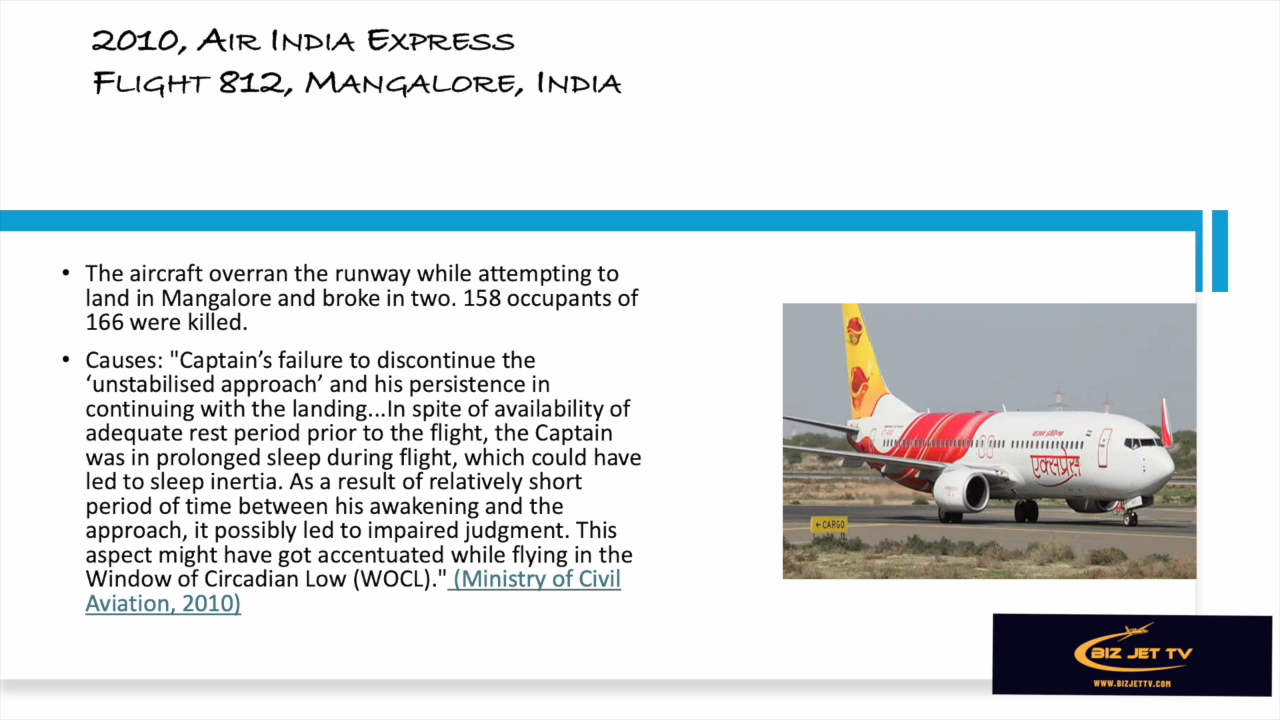 2010, Air India Express
Flight 812, Mangalore, India
• The aircraft overran the runway while attempting to
land in Mangalore and broke in two. 158 occupants of
166 were killed.
• Causes: "Captain’s failure to discontinue the
‘unstabilised approach’ and his persistence in
continuing with the landing...In spite of availability of
adequate rest period prior to the flight, the Captain
was in prolonged sleep during flight, which could have
led to sleep inertia. As a result of relatively short
period of time between his awakening and the
approach, it possibly led to impaired judgment. This
aspect might have got accentuated while flying in the
Window of Circadian Low (WOCL)." (Ministry of Civil
Aviation, 2010)
एक्सप्रेस
← CARGO
BIZ JET TV
WWW.BIZJETTV.COM